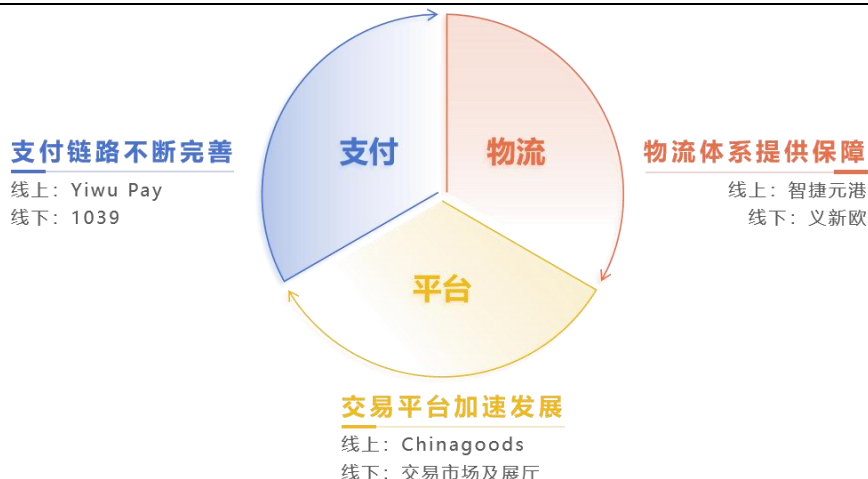 支付
物流
平台
支付链路不断完善
线上：Yiwu Pay
线下：1039
物流体系提供保障
线上：智捷元港
线下：义新欧
交易平台加速发展
线上：Chinagoods
线下：交易市场及展厅